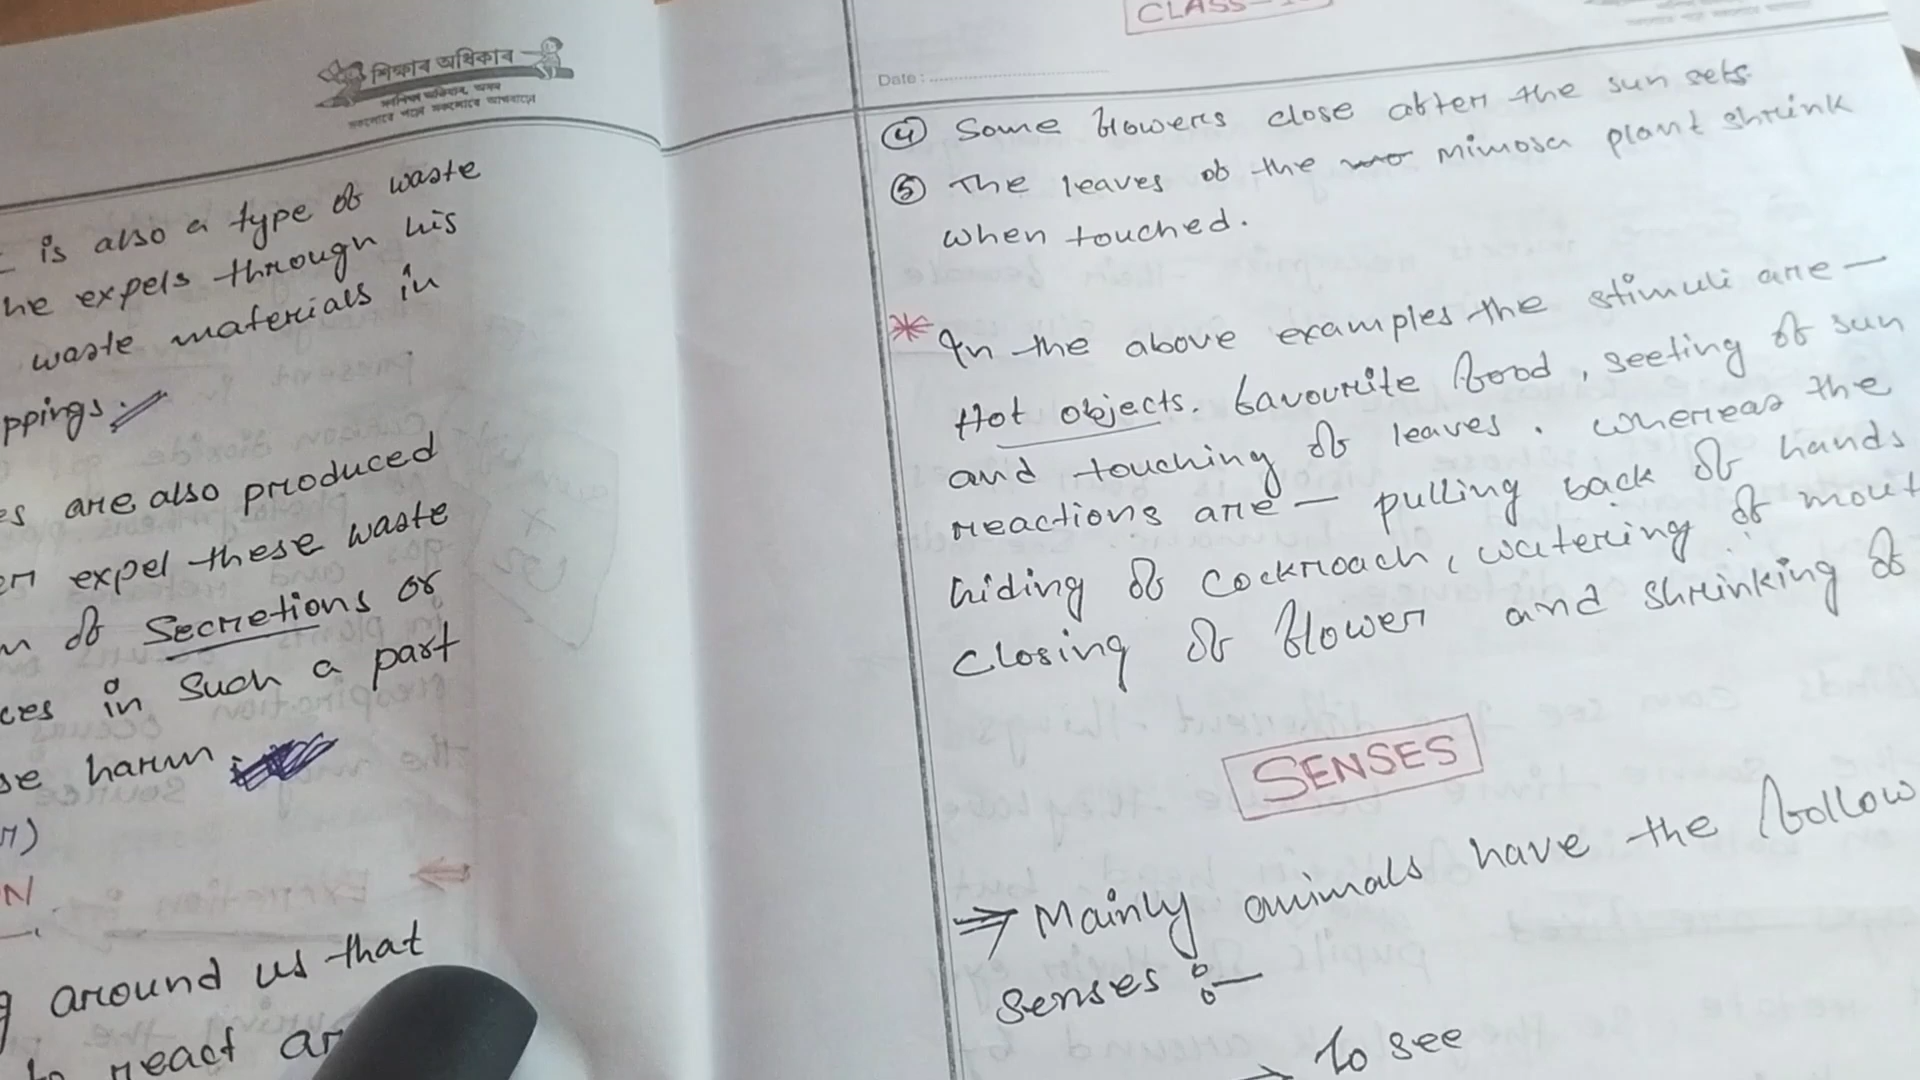 শিক্ষাৰ অধিকাৰ
is also a type of waste
he expels through his
waste materials in
ppings.
es are also produced
expel these waste
of Secretions or
ces in such a part
se harm
N
around us that
react ar
CLASS-
Date :
④ Some flowers close after the sun sets.
⑤ The leaves of the mimosa plant shrink
when touched.
* In the above examples the stimuli are —
Hot objects. favourite food, seeting of sun
and touching of leaves. Whereas the
reactions are — pulling back of hands
hiding of cockroach, watering of mout
closing of flower and shrinking of
SENSES
⇒ Mainly animals have the follow
senses :—
→ To see